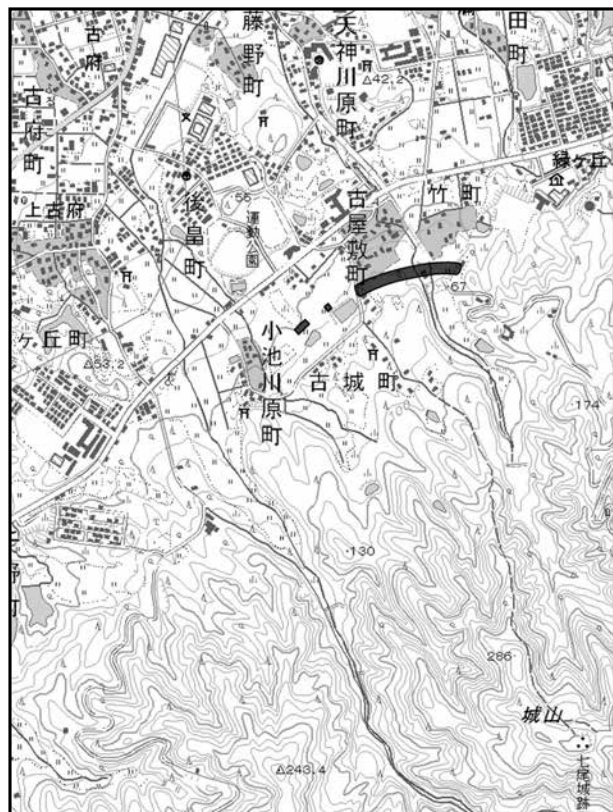 古府
古府町
上古府
藤野町
天神川原町
△42.2
田町
緑ヶ丘
竹町
古屋敷町
後畠町
55
運動公園
67
ヶ丘町
△53.2
小池川原町
古城町
174
野町
・130
286・
城山
七尾城跡
△243.4